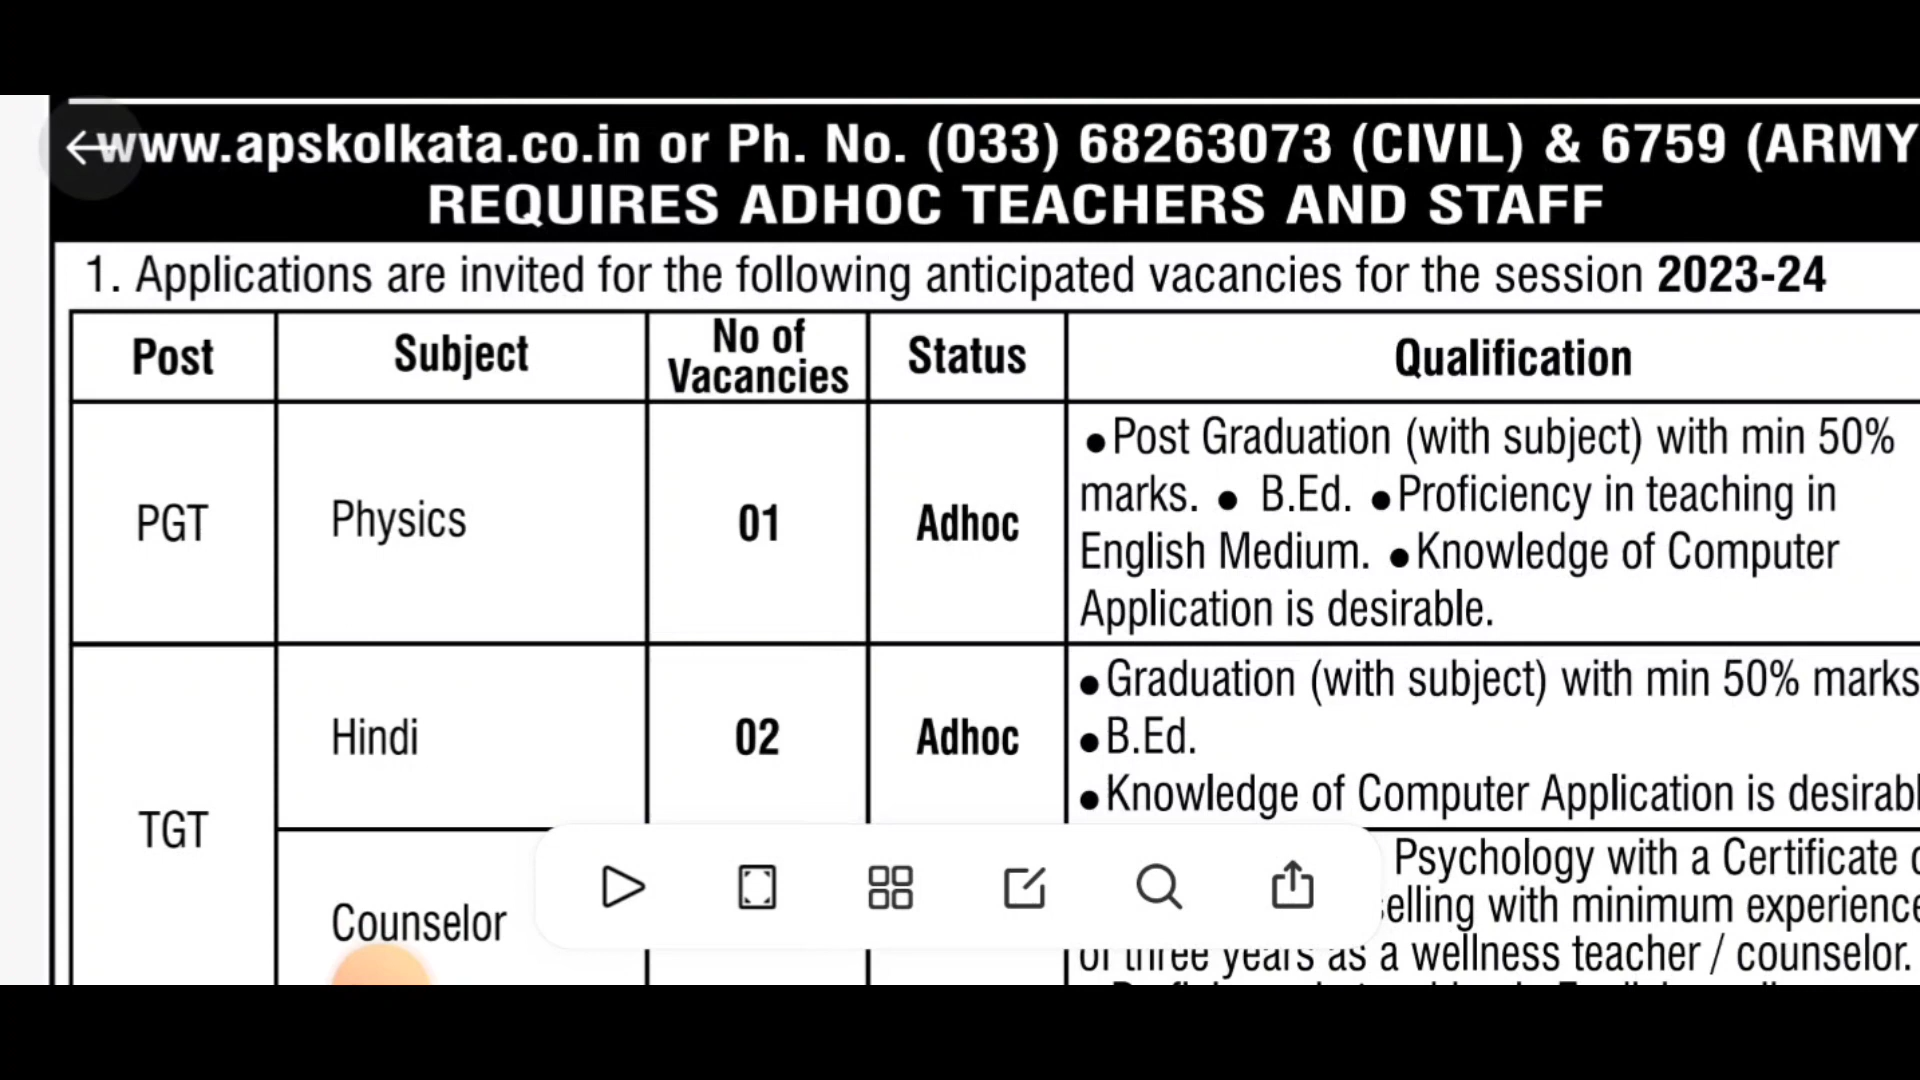 www.apskolkata.co.in or Ph. No. (033) 68263073 (CIVIL) & 6759 (ARMY
REQUIRES ADHOC TEACHERS AND STAFF
1. Applications are invited for the following anticipated vacancies for the session 2023-24
Post
Subject
No of
Vacancies
Status
Qualification
PGT
Physics
01
Adhoc
●Post Graduation (with subject) with min 50%
marks. ● B.Ed. ●Proficiency in teaching in
English Medium. ●Knowledge of Computer
Application is desirable.
TGT
Hindi
02
Adhoc
●Graduation (with subject) with min 50% marks
●B.Ed.
●Knowledge of Computer Application is
Counselor
Psychology with a Certificate
with minimum experience
of three years as a wellness teacher / counselor.